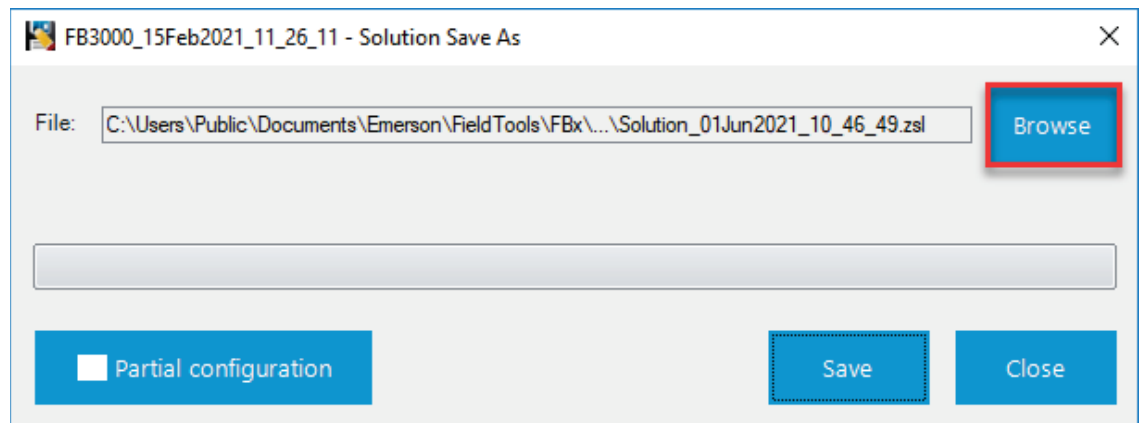 FB3000_15Feb2021_11_26_11 - Solution Save As
File: C:\Users\Public\Documents\Emerson\FieldTools\FBx\...\Solution_01Jun2021_10_46_49.zsl Browse
Partial configuration Save Close